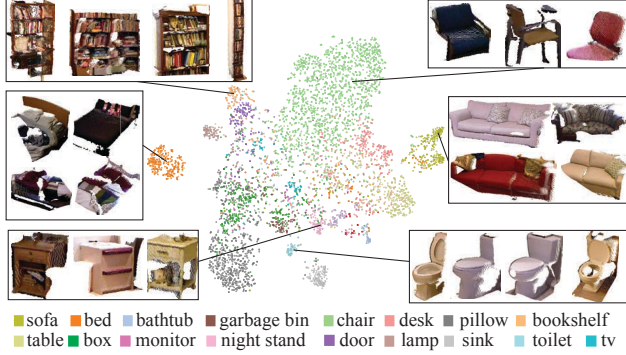 sofa bed bathtub garbage bin chair desk pillow bookshelf
table box monitor night stand door lamp sink toilet tv